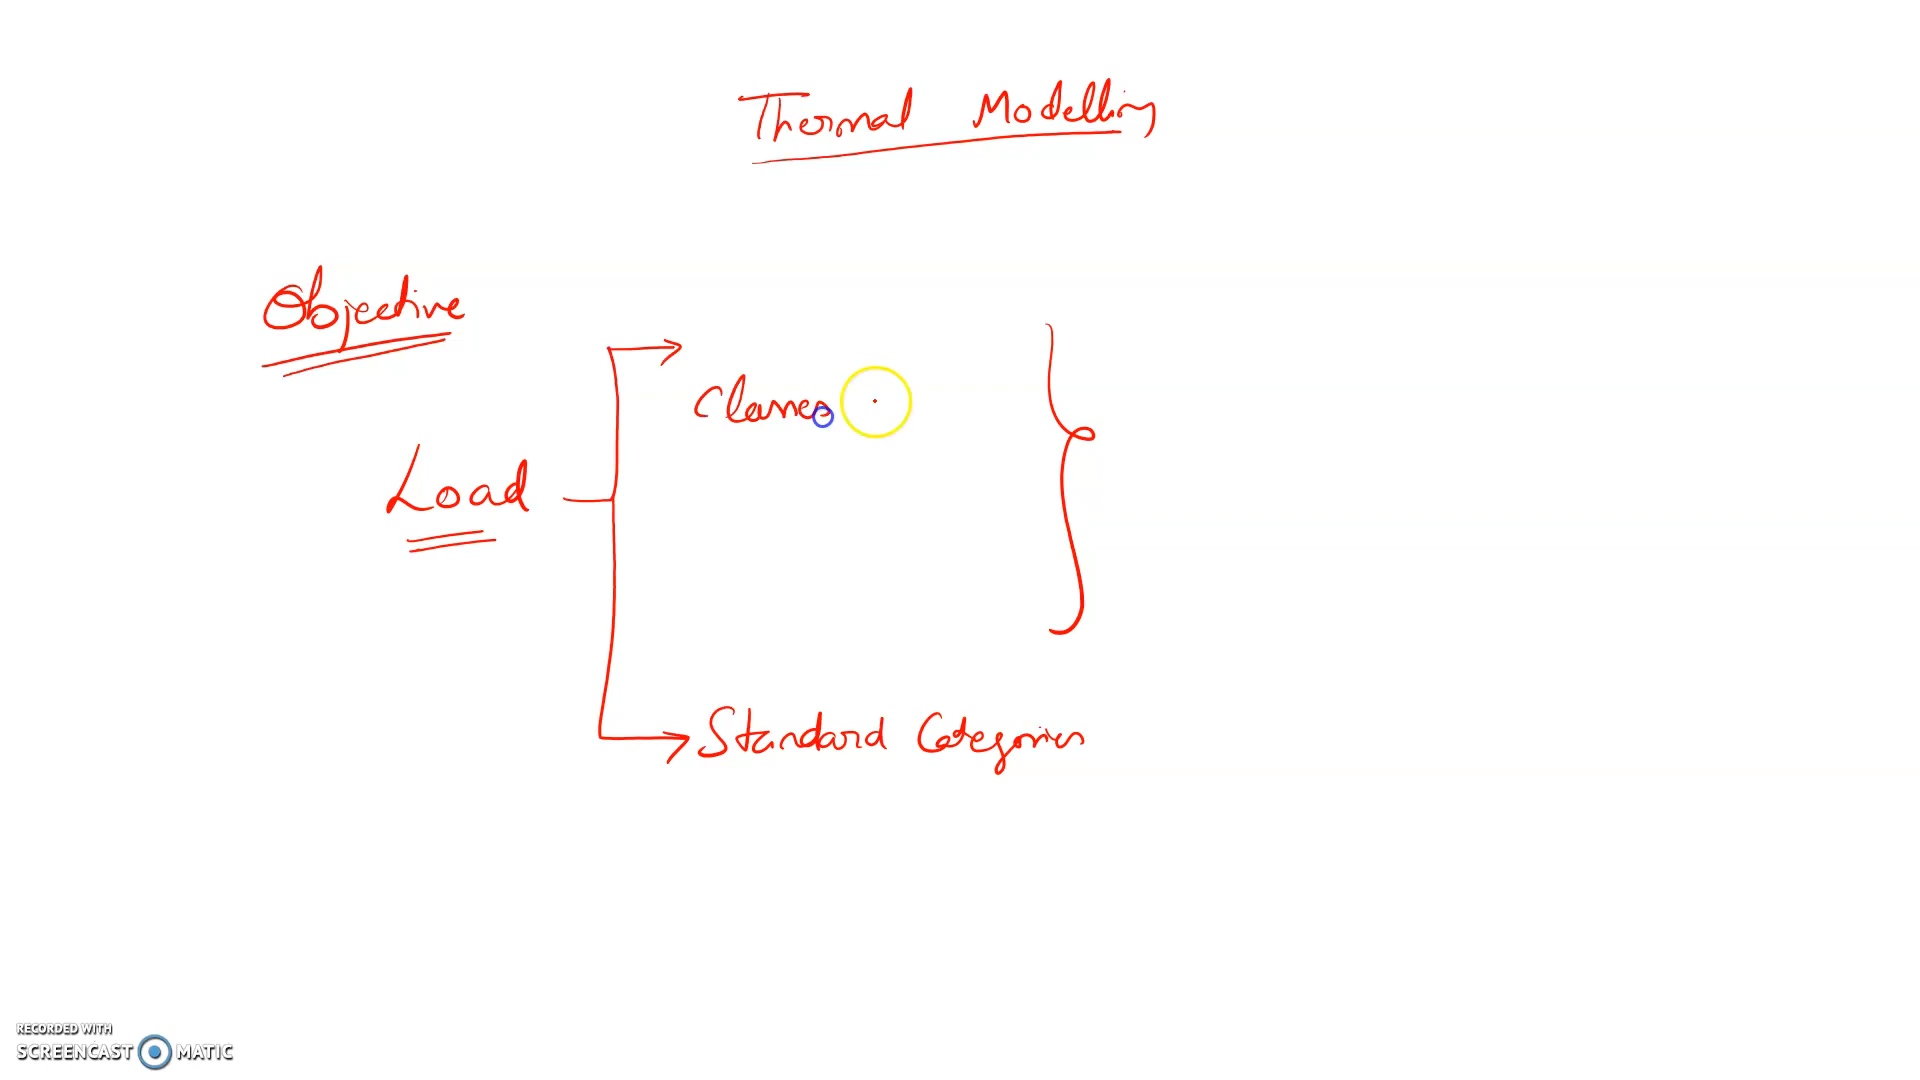 Thermal Modelling
Objective
Classes
Load
Standard Categories
RECORDED WITH
SCREENCAST MATIC